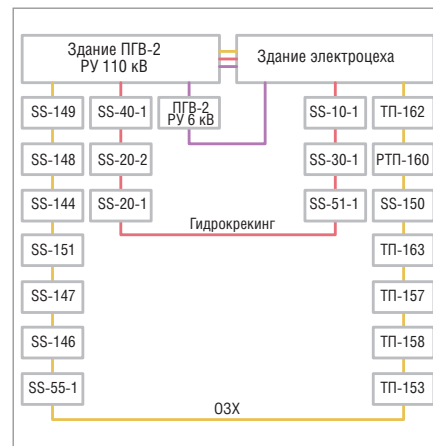 Здание ПГВ-2
РУ 110 кВ
Здание электроцеха
SS-149
SS-40-1
ПГВ-2
РУ 6 кВ
SS-10-1
ТП-162
SS-148
SS-20-2
SS-30-1
РТП-160
SS-144
SS-20-1
SS-51-1
SS-150
Гидрокрекинг
SS-151
ТП-163
SS-147
ТП-157
SS-146
ТП-158
SS-55-1
ТП-153
ОЗХ